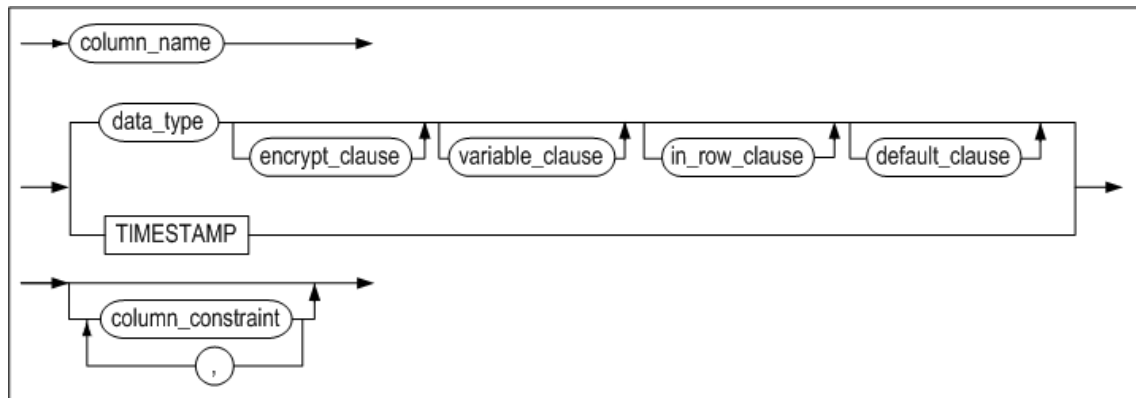 column_name
data_type
encrypt_clause variable_clause in_row_clause default_clause
TIMESTAMP
column_constraint
,